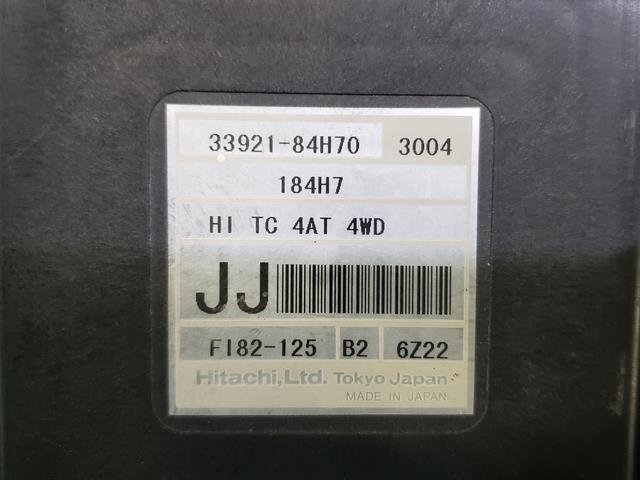 33921-84H70 3004
184H7
HI TC 4AT 4WD
JJ
FI82-125 B2 6Z22
Hitachi,Ltd. Tokyo Japan
MADE IN JAPAN